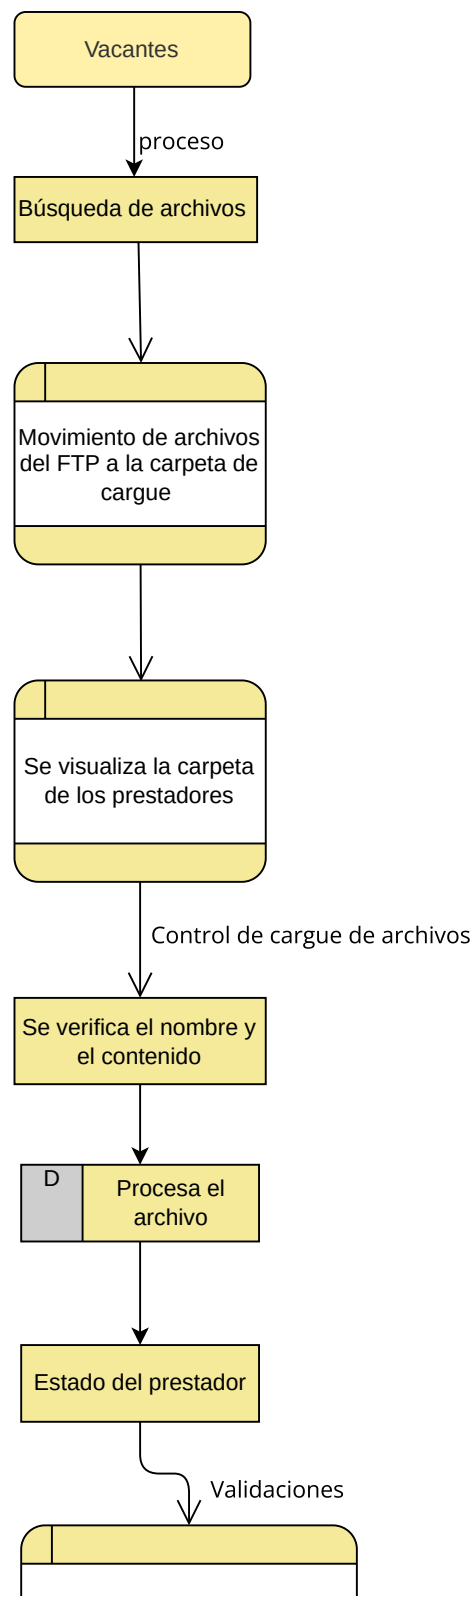 Vacantes
proceso
Búsqueda de archivos
Movimiento de archivos
del FTP a la carpeta de
cargue
Se visualiza la carpeta
de los prestadores
Control de cargue de archivos
Se verifica el nombre y
el contenido
D
Procesa el
archivo
Estado del prestador
Validaciones